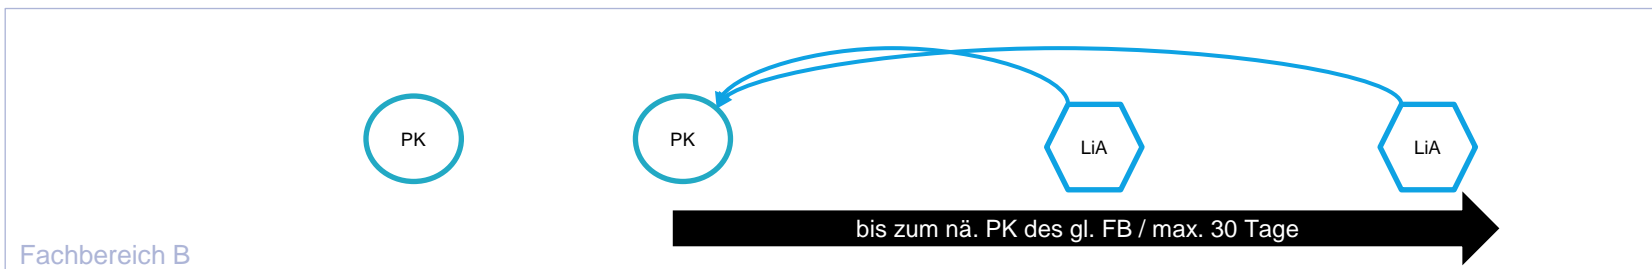 PK
PK
LiA
LiA
bis zum nä. PK des gl. FB / max. 30 Tage
Fachbereich B